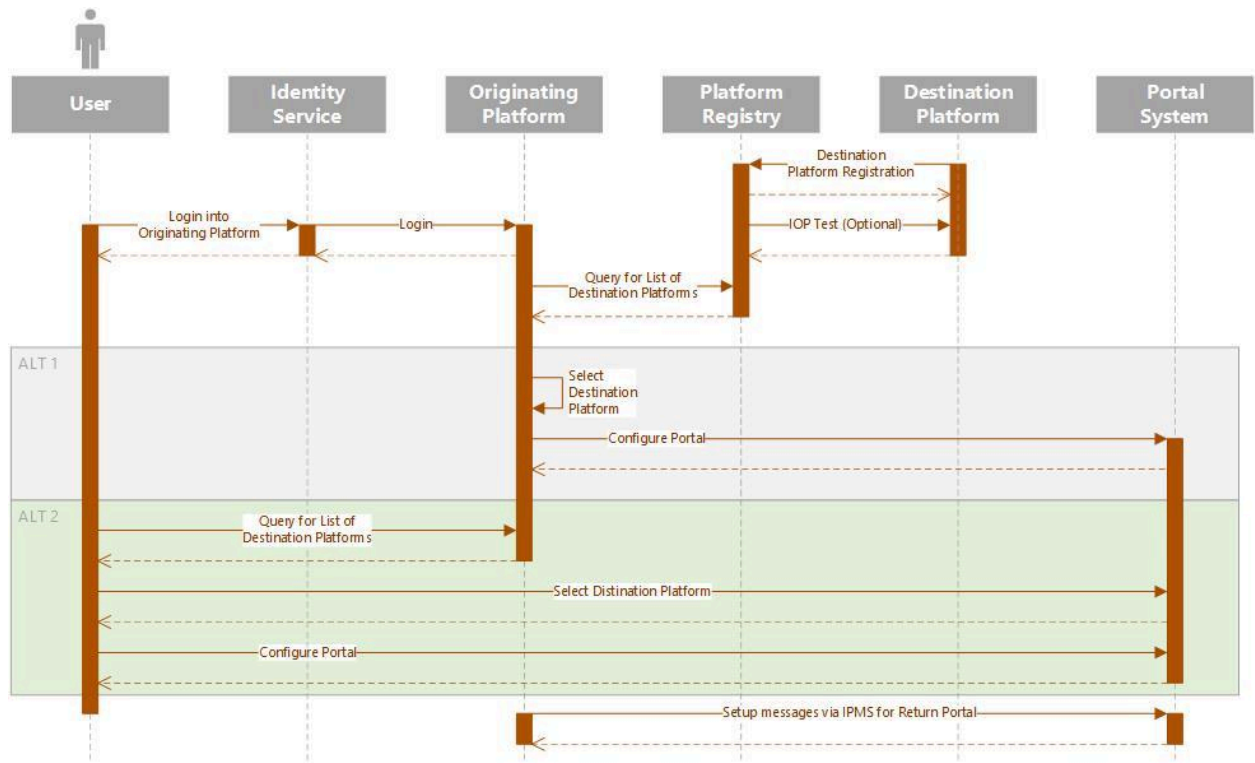 User
Identity
Service
Originating
Platform
Platform
Registry
Destination
Platform
Portal
System
Destination
Platform Registration
Login into
Originating Platform
Login
IOP Test (Optional)
Query for List of
Destination Platforms
ALT 1
Select
Destination
Platform
Configure Portal
ALT 2
Query for List of
Destination Platforms
Select Distination Platform
Configure Portal
Setup messages via IPMS for Return Portal